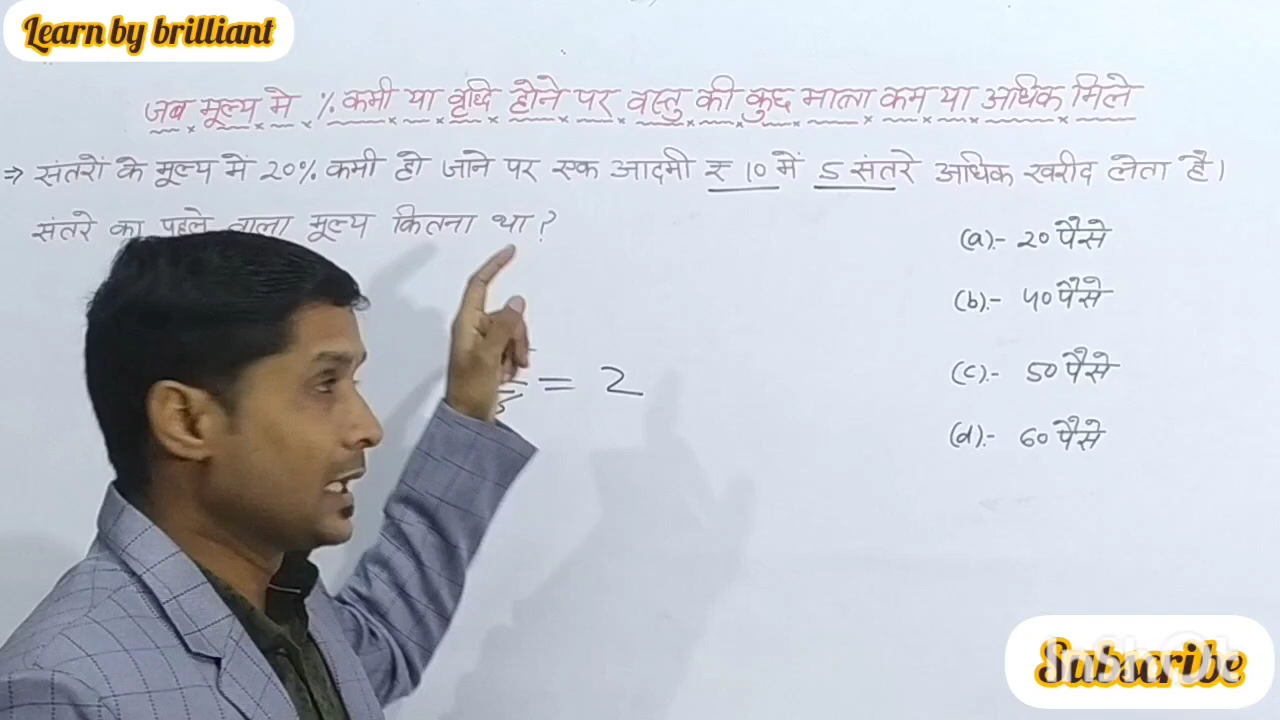 Learn by brilliant
जब मूल्य मे % कमी या वृद्धि होने पर वस्तु की कुछ मात्रा कम या अधिक मिले
⇒ संतरों के मूल्य में 20% कमी हो जाने पर एक आदमी ₹ 10 में 5 संतरे अधिक खरीद लेता है।
संतरे का पहले वाला मूल्य कितना था?
(a):- 20 पैसे
(b):- 40 पैसे
(c):- 50 पैसे
(d):- 60 पैसे
5 = 2
Subscribe